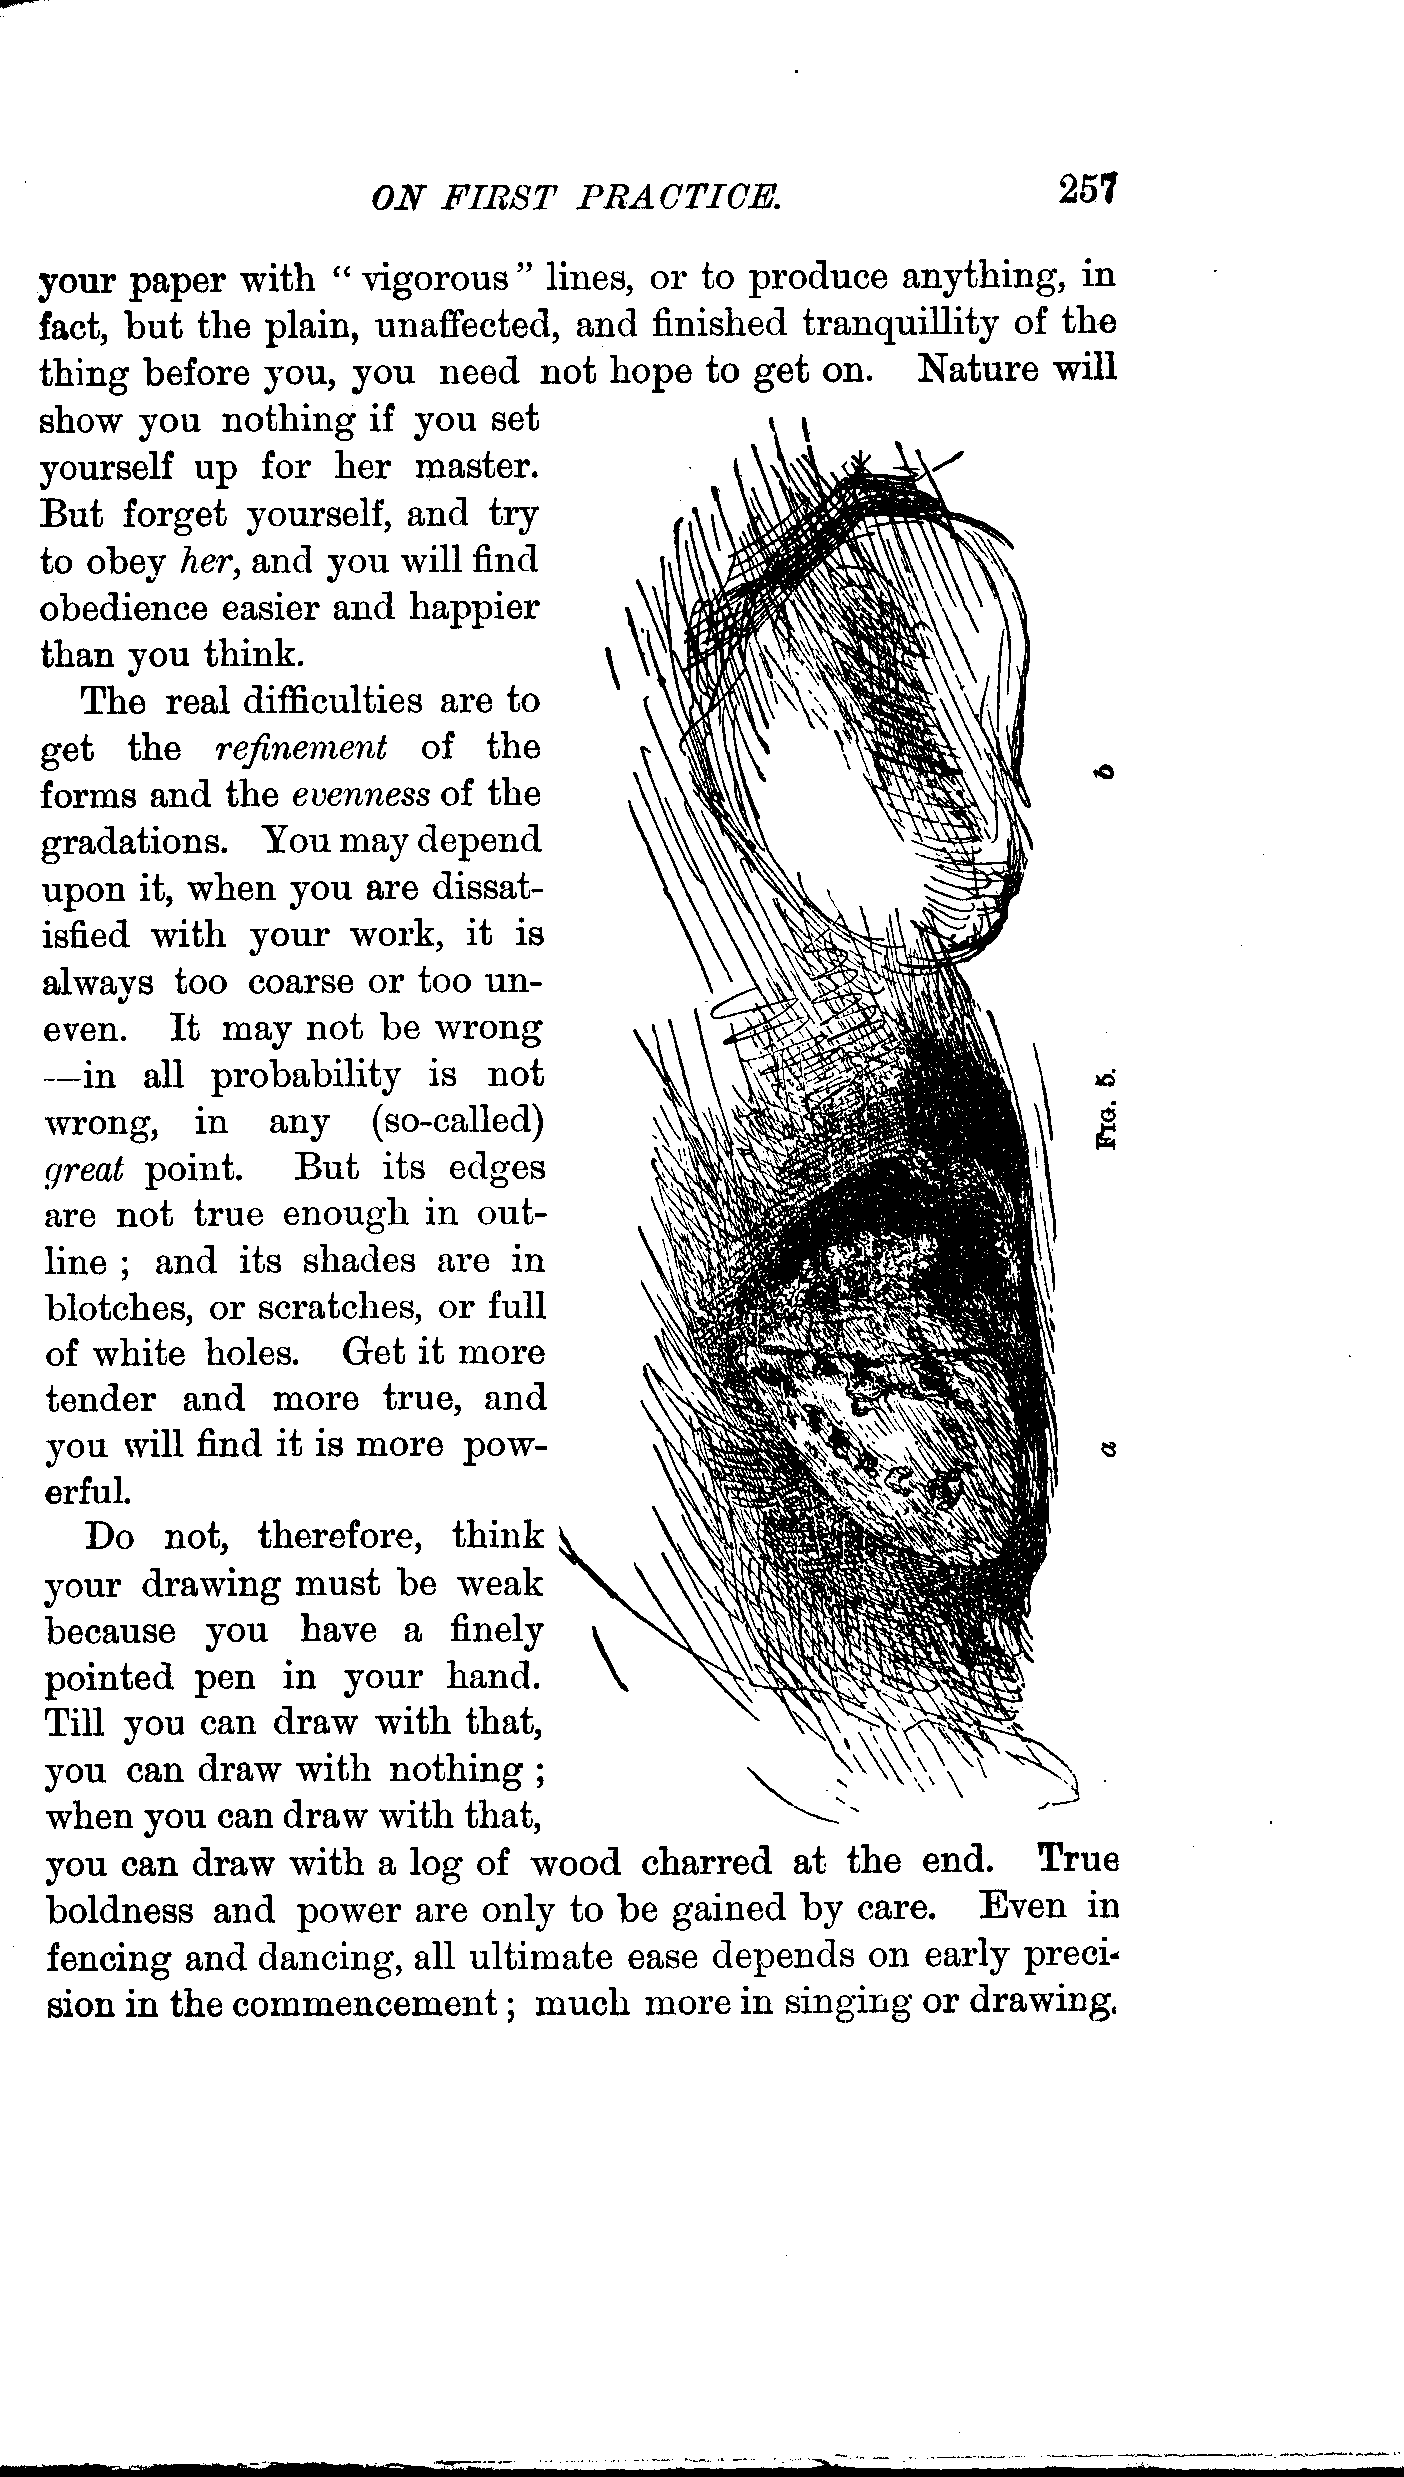 ON FIRST PRACTICE. 257
your paper with “ vigorous ” lines, or to produce anything, in
fact, but the plain, unaffected, and finished tranquillity of the
thing before you, you need not hope to get on. Nature will
show you nothing if you set
yourself up for her master.
But forget yourself, and try
to obey her, and you will find
obedience easier and happier
than you think.
The real difficulties are to
get the refinement of the
forms and the evenness of the
gradations. You may depend
upon it, when you are dissat-
isfied with your work, it is
always too coarse or too un-
even. It may not be wrong
—in all probability is not
wrong, in any (so-called)
great point. But its edges
are not true enough in out-
line ; and its shades are in
blotches, or scratches, or full
of white holes. Get it more
tender and more true, and
you will find it is more pow-
erful.
Do not, therefore, think
your drawing must be weak
because you have a finely
pointed pen in your hand.
Till you can draw with that,
you can draw with nothing ;
when you can draw with that,
b
FIG. 5.
a
you can draw with a log of wood charred at the end. True
boldness and power are only to be gained by care. Even in
fencing and dancing, all ultimate ease depends on early preci-
sion in the commencement ; much more in singing or drawing.